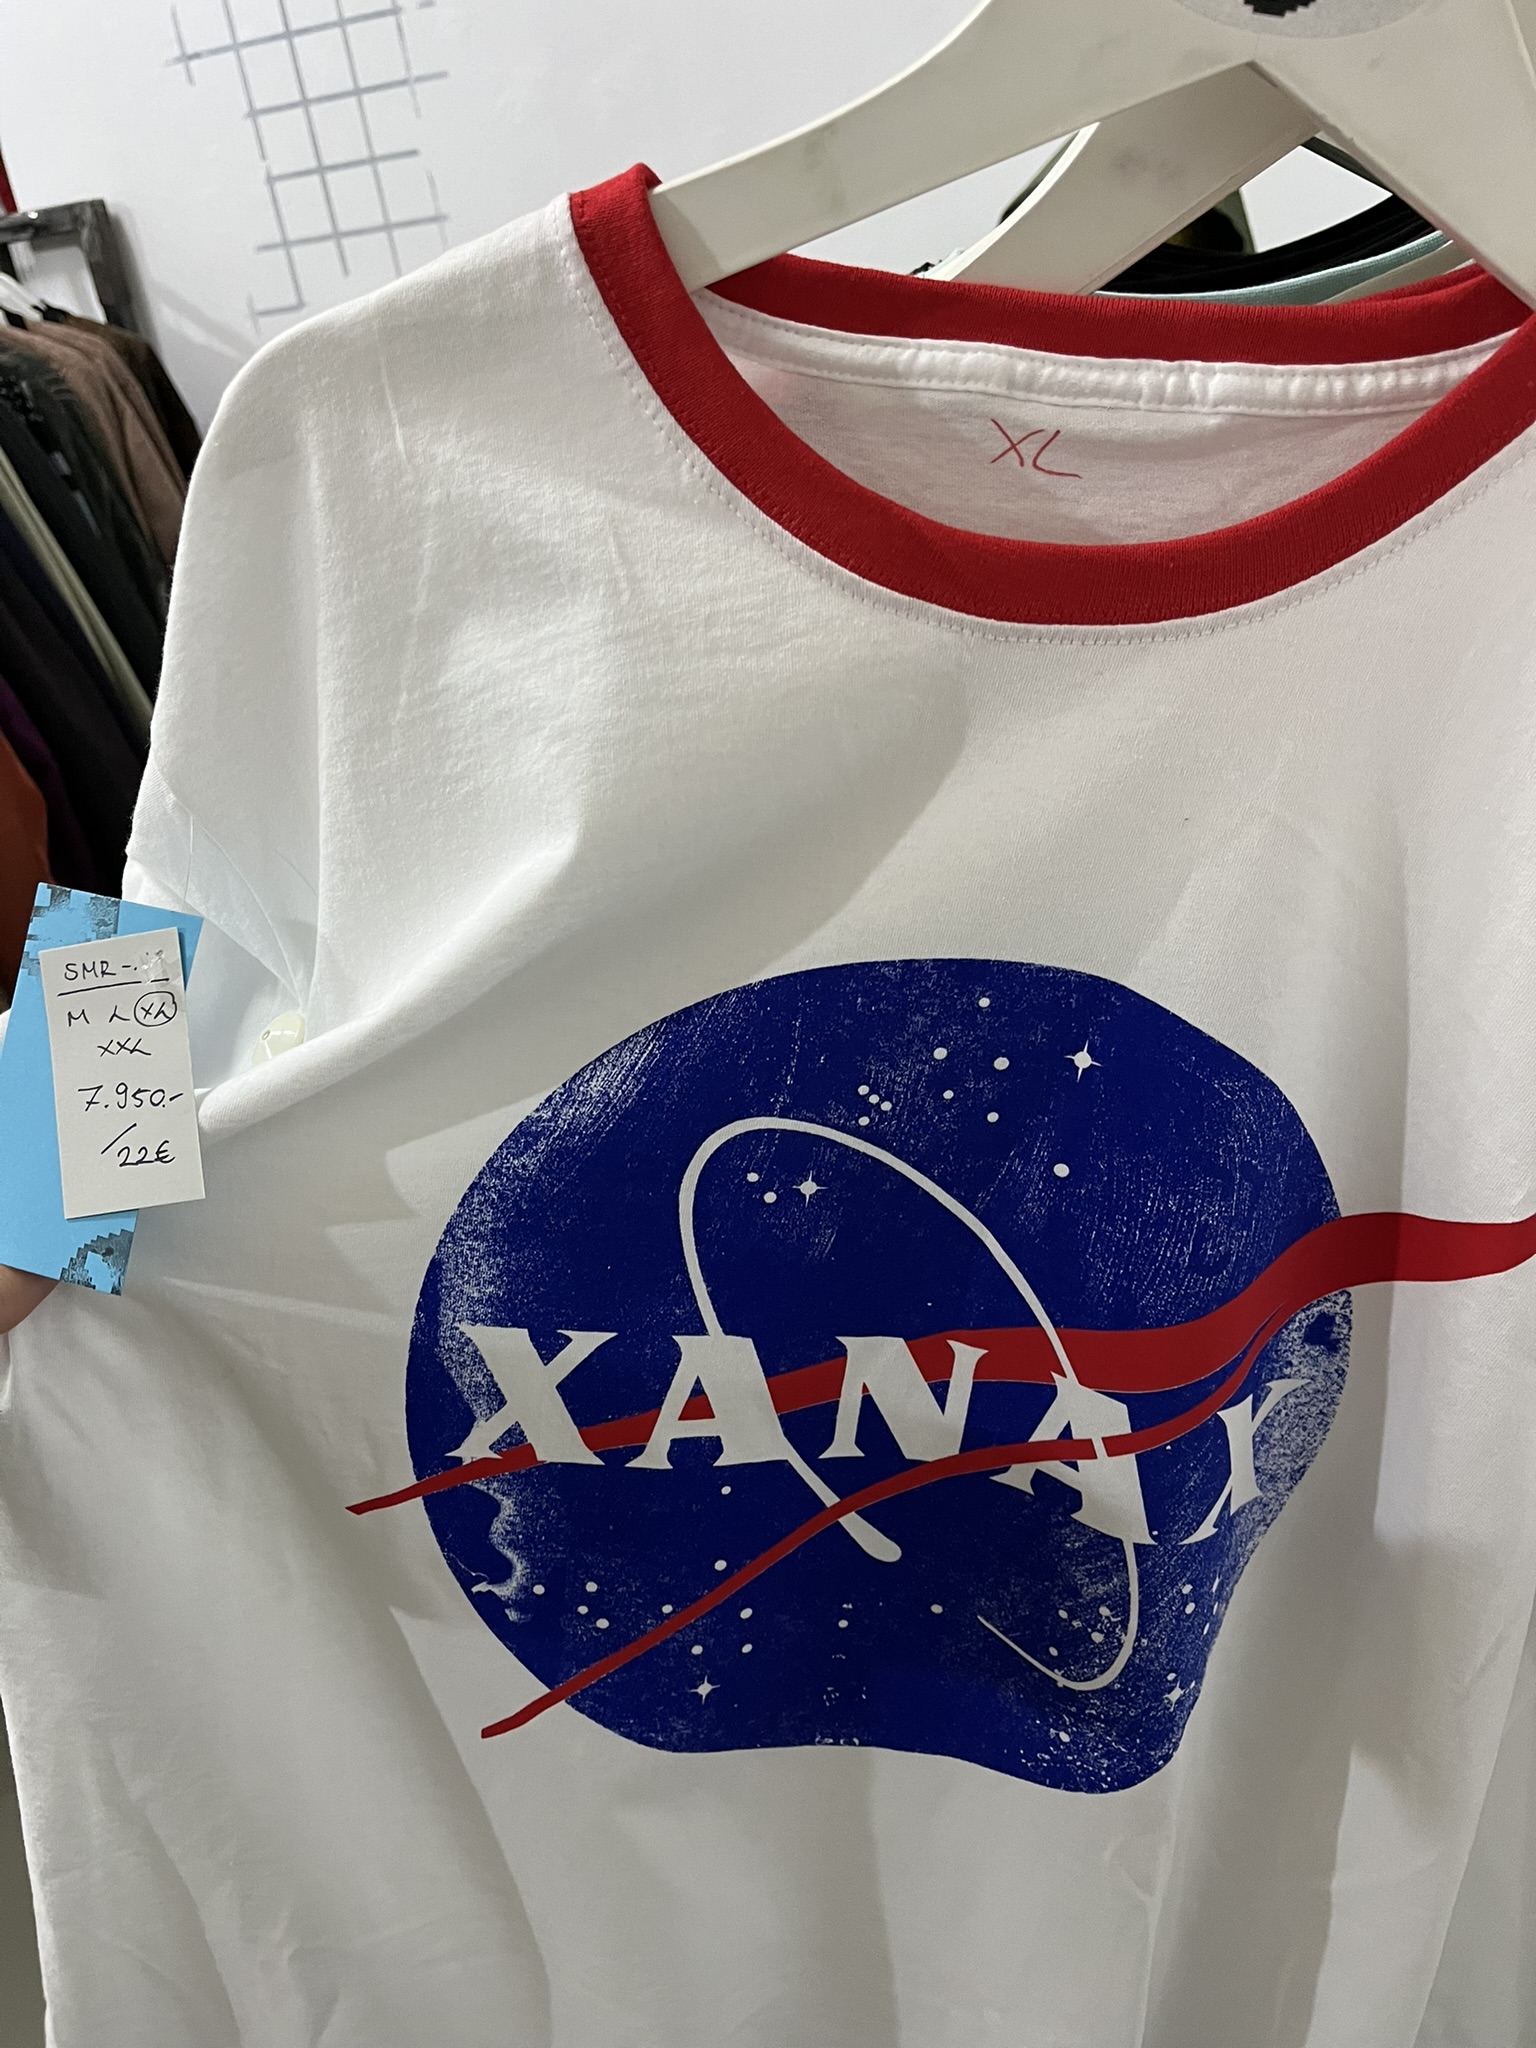 XL
SMR-
M L XL
XXL
7.950.-
/22€
XANAX